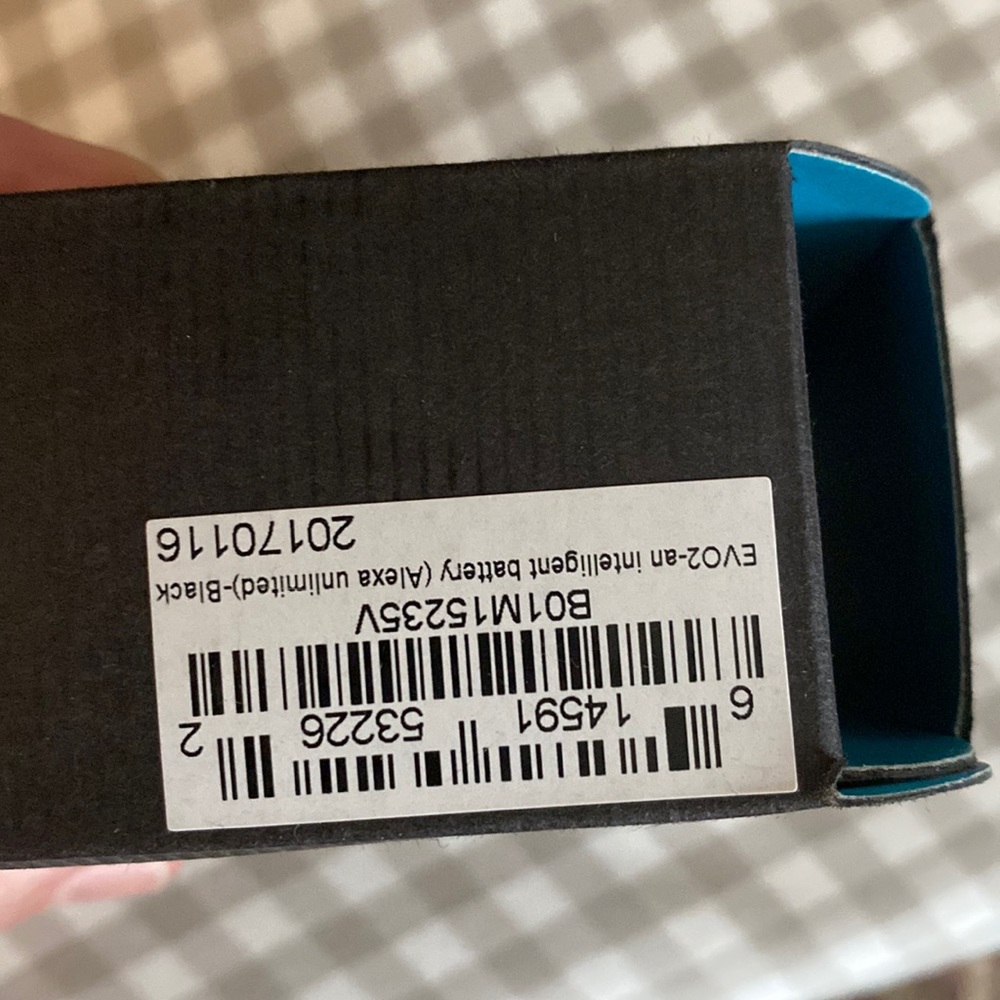 6 14591 53226 2
B01M15235V
EVO2-an intelligent battery (Alexa unlimited)-Black
20170116